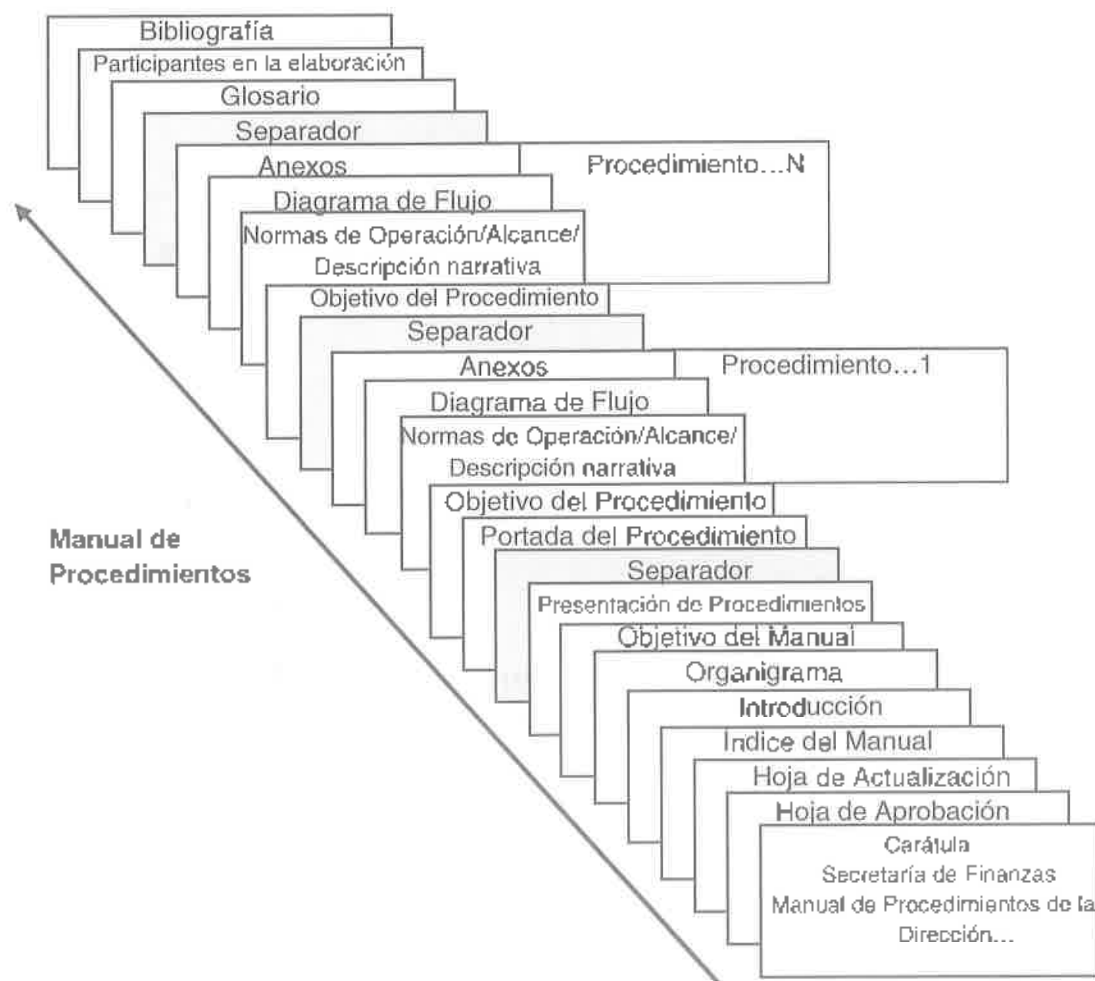 Bibliografía
Participantes en la elaboración
Glosario
Separador
Anexos
Procedimiento...N
Diagrama de Flujo
Normas de Operación/Alcance/
Descripción narrativa
Objetivo del Procedimiento
Separador
Anexos
Procedimiento...1
Diagrama de Flujo
Normas de Operación/Alcance/
Descripción narrativa
Objetivo del Procedimiento
Portada del Procedimiento
Manual de
Procedimientos
Separador
Presentación de Procedimientos
Objetivo del Manual
Organigrama
Introducción
Índice del Manual
Hoja de Actualización
Hoja de Aprobación
Carátula
Secretaría de Finanzas
Manual de Procedimientos de la
Dirección...